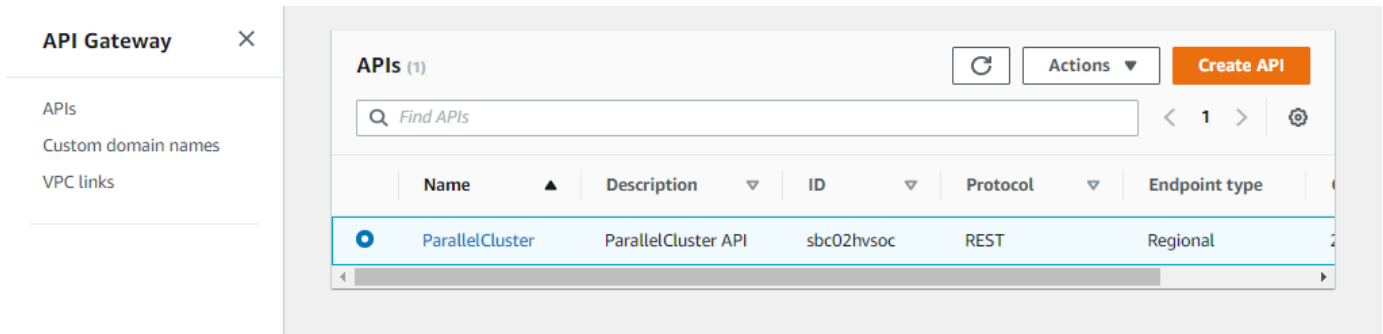 API Gateway
APIs
Custom domain names
VPC links
APIs (1)
Actions
Create API
Find APIs
1
Name Description ID Protocol Endpoint type
ParallelCluster ParallelCluster API sbc02hvsoc REST Regional